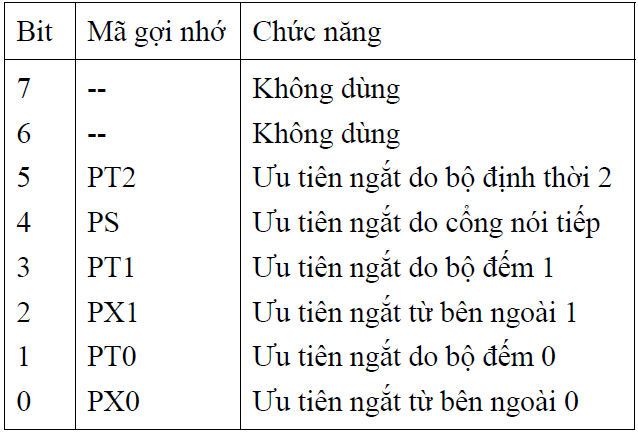 Bit Mã gợi nhớ Chức năng
7 -- Không dùng
6 -- Không dùng
5 PT2 Ưu tiên ngắt do bộ định thời 2
4 PS Ưu tiên ngắt do cổng nói tiếp
3 PT1 Ưu tiên ngắt do bộ đếm 1
2 PX1 Ưu tiên ngắt từ bên ngoài 1
1 PT0 Ưu tiên ngắt do bộ đếm 0
0 PX0 Ưu tiên ngắt từ bên ngoài 0